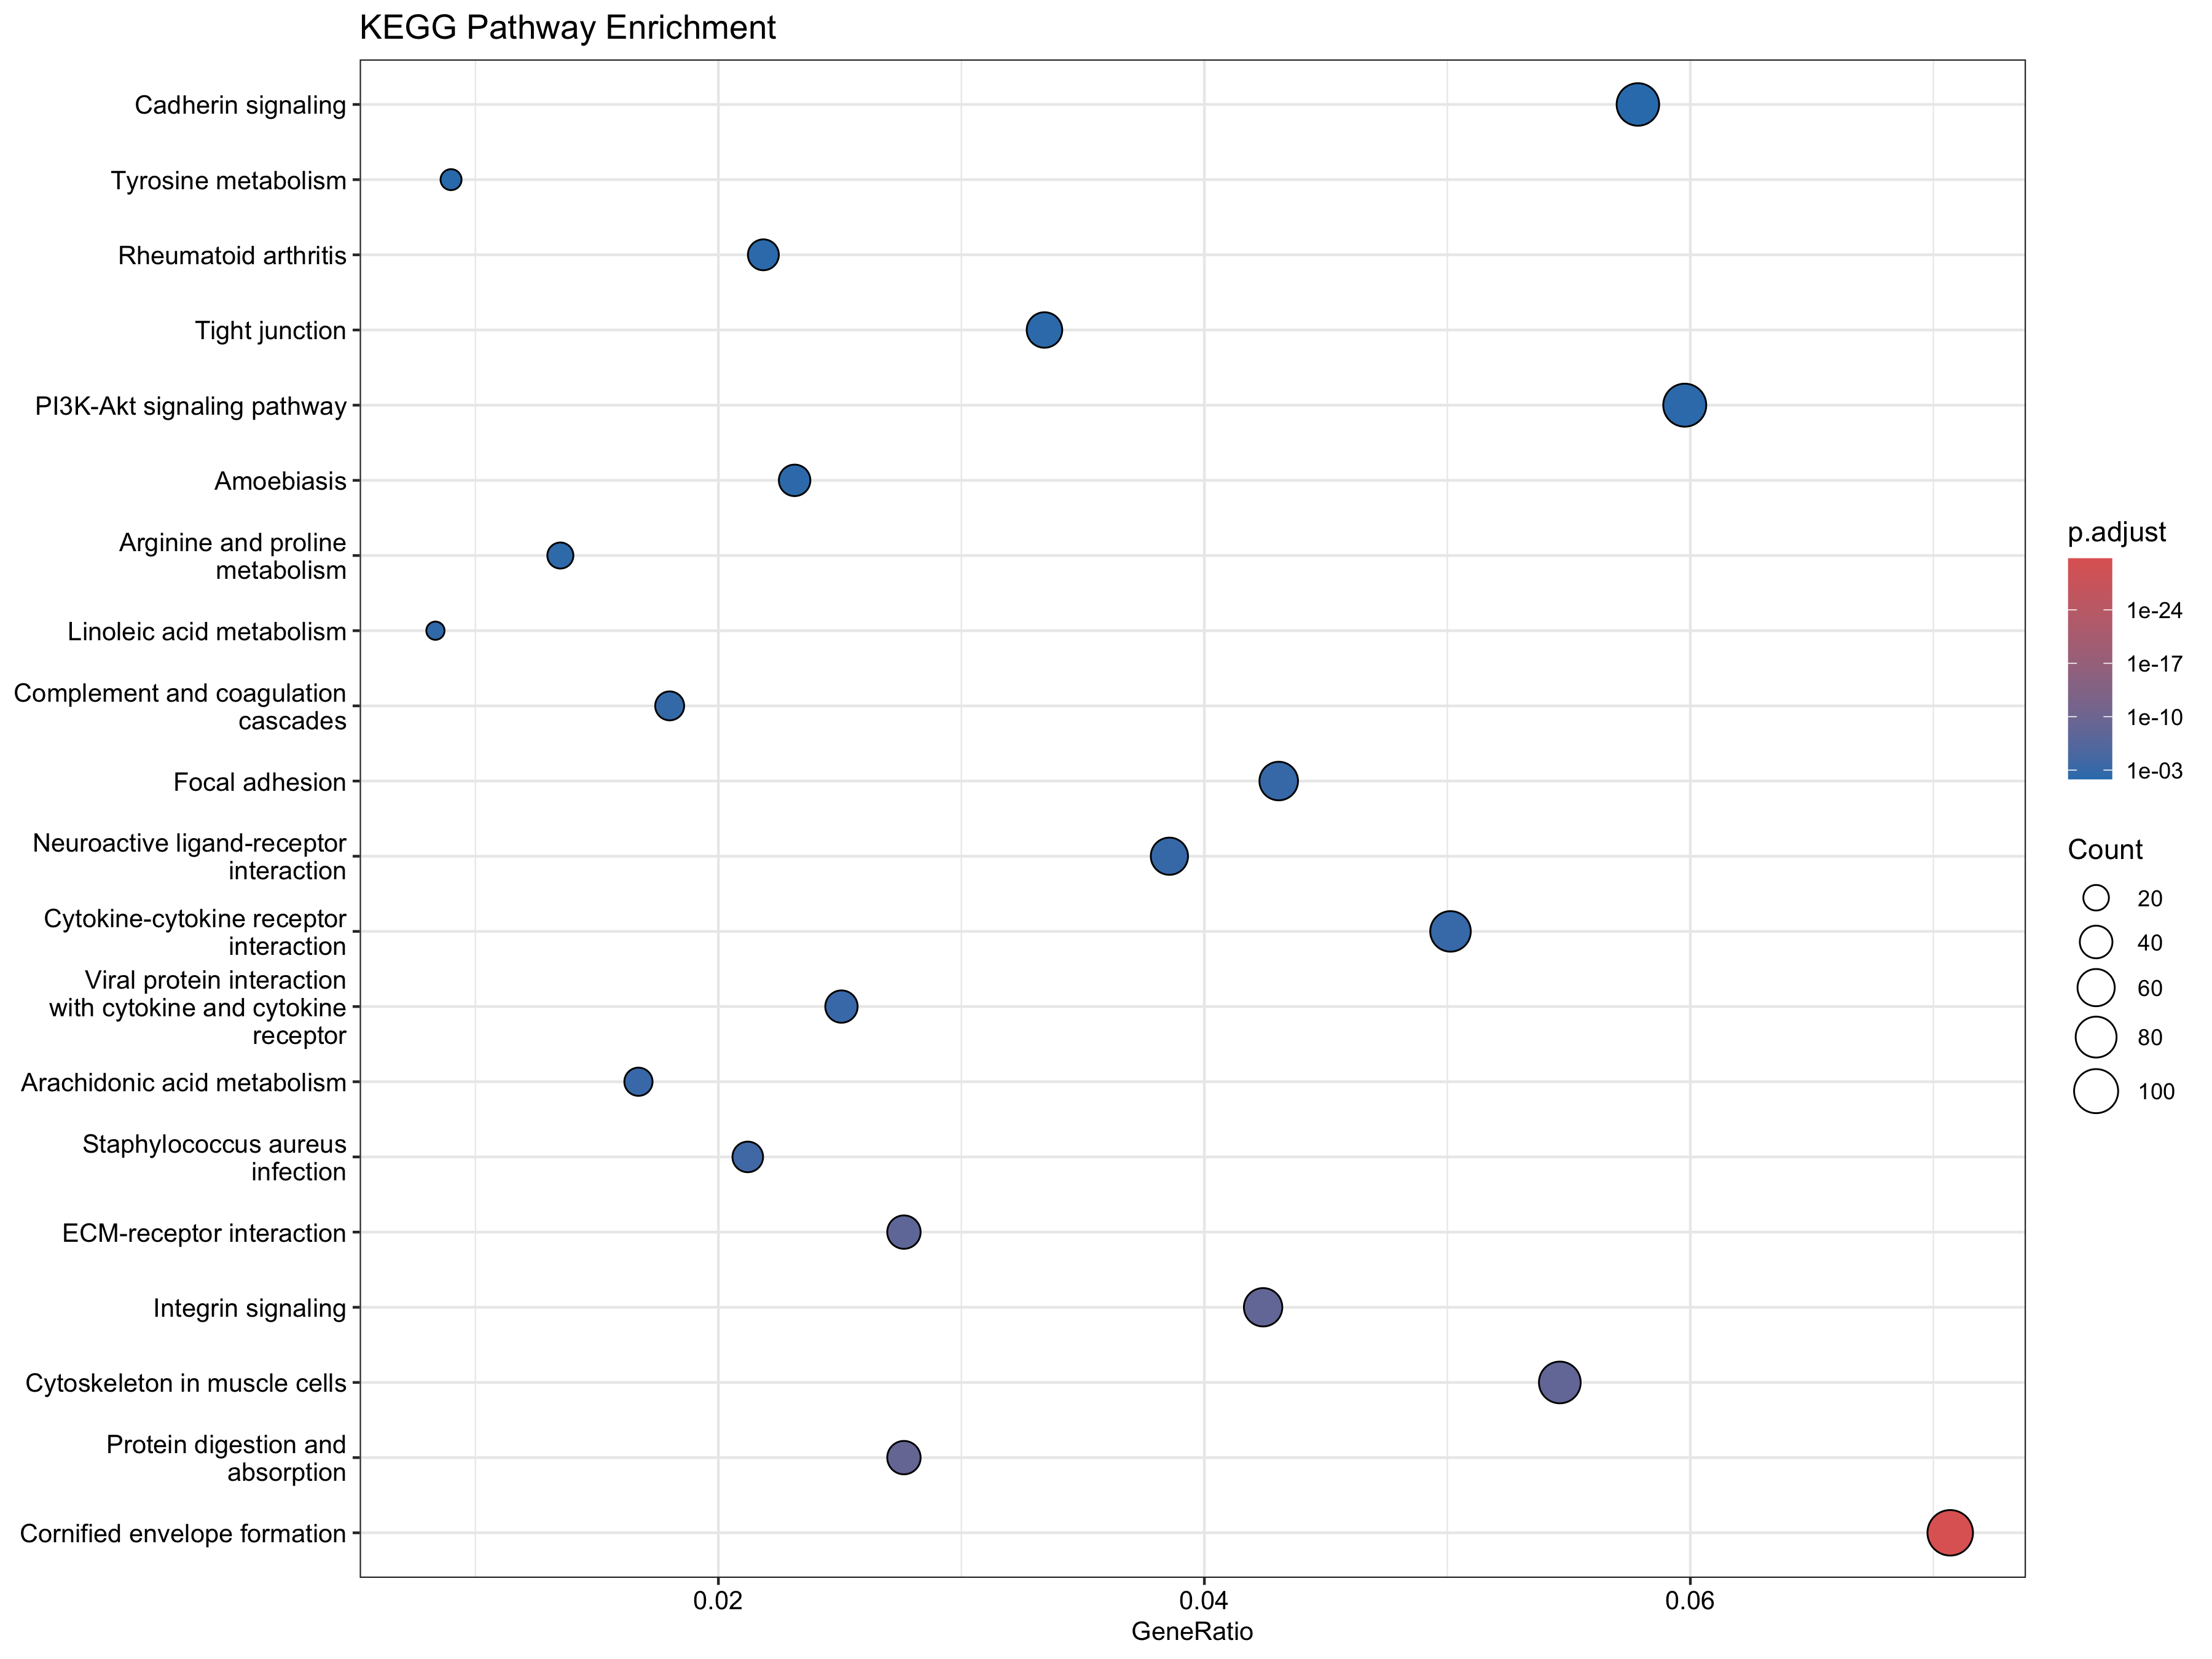 KEGG Pathway Enrichment
Cadherin signaling
Tyrosine metabolism
Rheumatoid arthritis
Tight junction
PI3K-Akt signaling pathway
Amoebiasis
Arginine and proline
metabolism
Linoleic acid metabolism
Complement and coagulation
cascades
Focal adhesion
Neuroactive ligand-receptor
interaction
Cytokine-cytokine receptor
interaction
Viral protein interaction
with cytokine and cytokine
receptor
Arachidonic acid metabolism
Staphylococcus aureus
infection
ECM-receptor interaction
Integrin signaling
Cytoskeleton in muscle cells
Protein digestion and
absorption
Cornified envelope formation
0.02
0.04
0.06
GeneRatio
p.adjust
1e-24
1e-17
1e-10
1e-03
Count
20
40
60
80
100